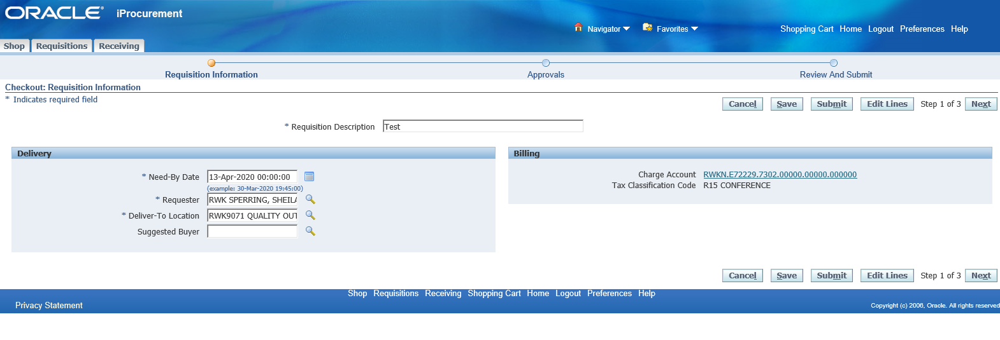 ORACLE® iProcurement
Navigator Favorites Shopping Cart Home Logout Preferences Help
Shop Requisitions Receiving
Requisition Information Approvals Review And Submit
Checkout: Requisition Information
* Indicates required field
Cancel Save Submit Edit Lines Step 1 of 3 Next
* Requisition Description Test
Delivery
* Need-By Date 13-Apr-2020 00:00:00
(example: 30-Mar-2020 19:45:00)
* Requester RWK SPERRING, SHEILA
* Deliver-To Location RWK9071 QUALITY OUT
Suggested Buyer
Billing
Charge Account RWKN.E72229.7302.00000.00000.000000
Tax Classification Code R15 CONFERENCE
Cancel Save Submit Edit Lines Step 1 of 3 Next
Shop Requisitions Receiving Shopping Cart Home Logout Preferences Help
Privacy Statement Copyright (c) 2006, Oracle. All rights reserved